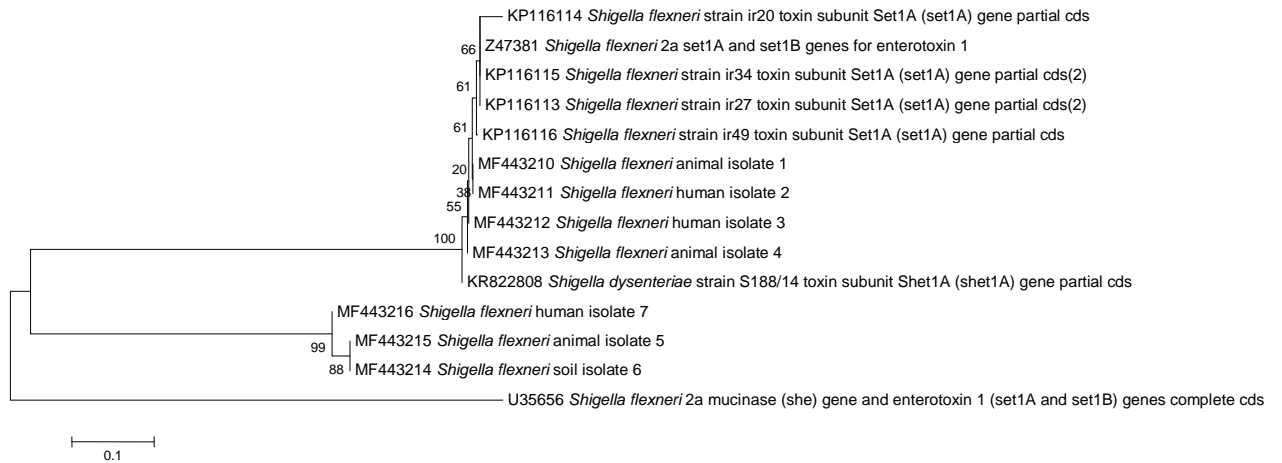 KP116114 Shigella flexneri strain ir20 toxin subunit Set1A (set1A) gene partial cds
66
Z47381 Shigella flexneri 2a set1A and set1B genes for enterotoxin 1
KP116115 Shigella flexneri strain ir34 toxin subunit Set1A (set1A) gene partial cds(2)
61
KP116113 Shigella flexneri strain ir27 toxin subunit Set1A (set1A) gene partial cds(2)
61
KP116116 Shigella flexneri strain ir49 toxin subunit Set1A (set1A) gene partial cds
MF443210 Shigella flexneri animal isolate 1
20
38
MF443211 Shigella flexneri human isolate 2
55
MF443212 Shigella flexneri human isolate 3
100
MF443213 Shigella flexneri animal isolate 4
KR822808 Shigella dysenteriae strain S188/14 toxin subunit Shet1A (shet1A) gene partial cds
MF443216 Shigella flexneri human isolate 7
99
MF443215 Shigella flexneri animal isolate 5
88
MF443214 Shigella flexneri soil isolate 6
U35656 Shigella flexneri 2a mucinase (she) gene and enterotoxin 1 (set1A and set1B) genes complete cds
0.1